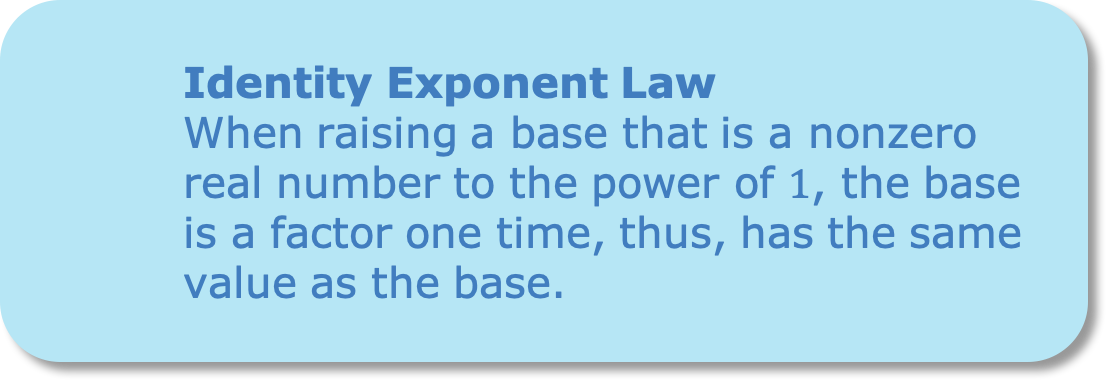 Identity Exponent Law
When raising a base that is a nonzero
real number to the power of 1, the base
is a factor one time, thus, has the same
value as the base.